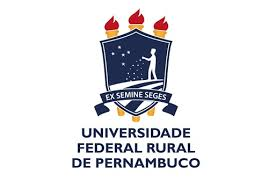 EX SEMINE SEGES
UNIVERSIDADE
FEDERAL RURAL
DE PERNAMBUCO